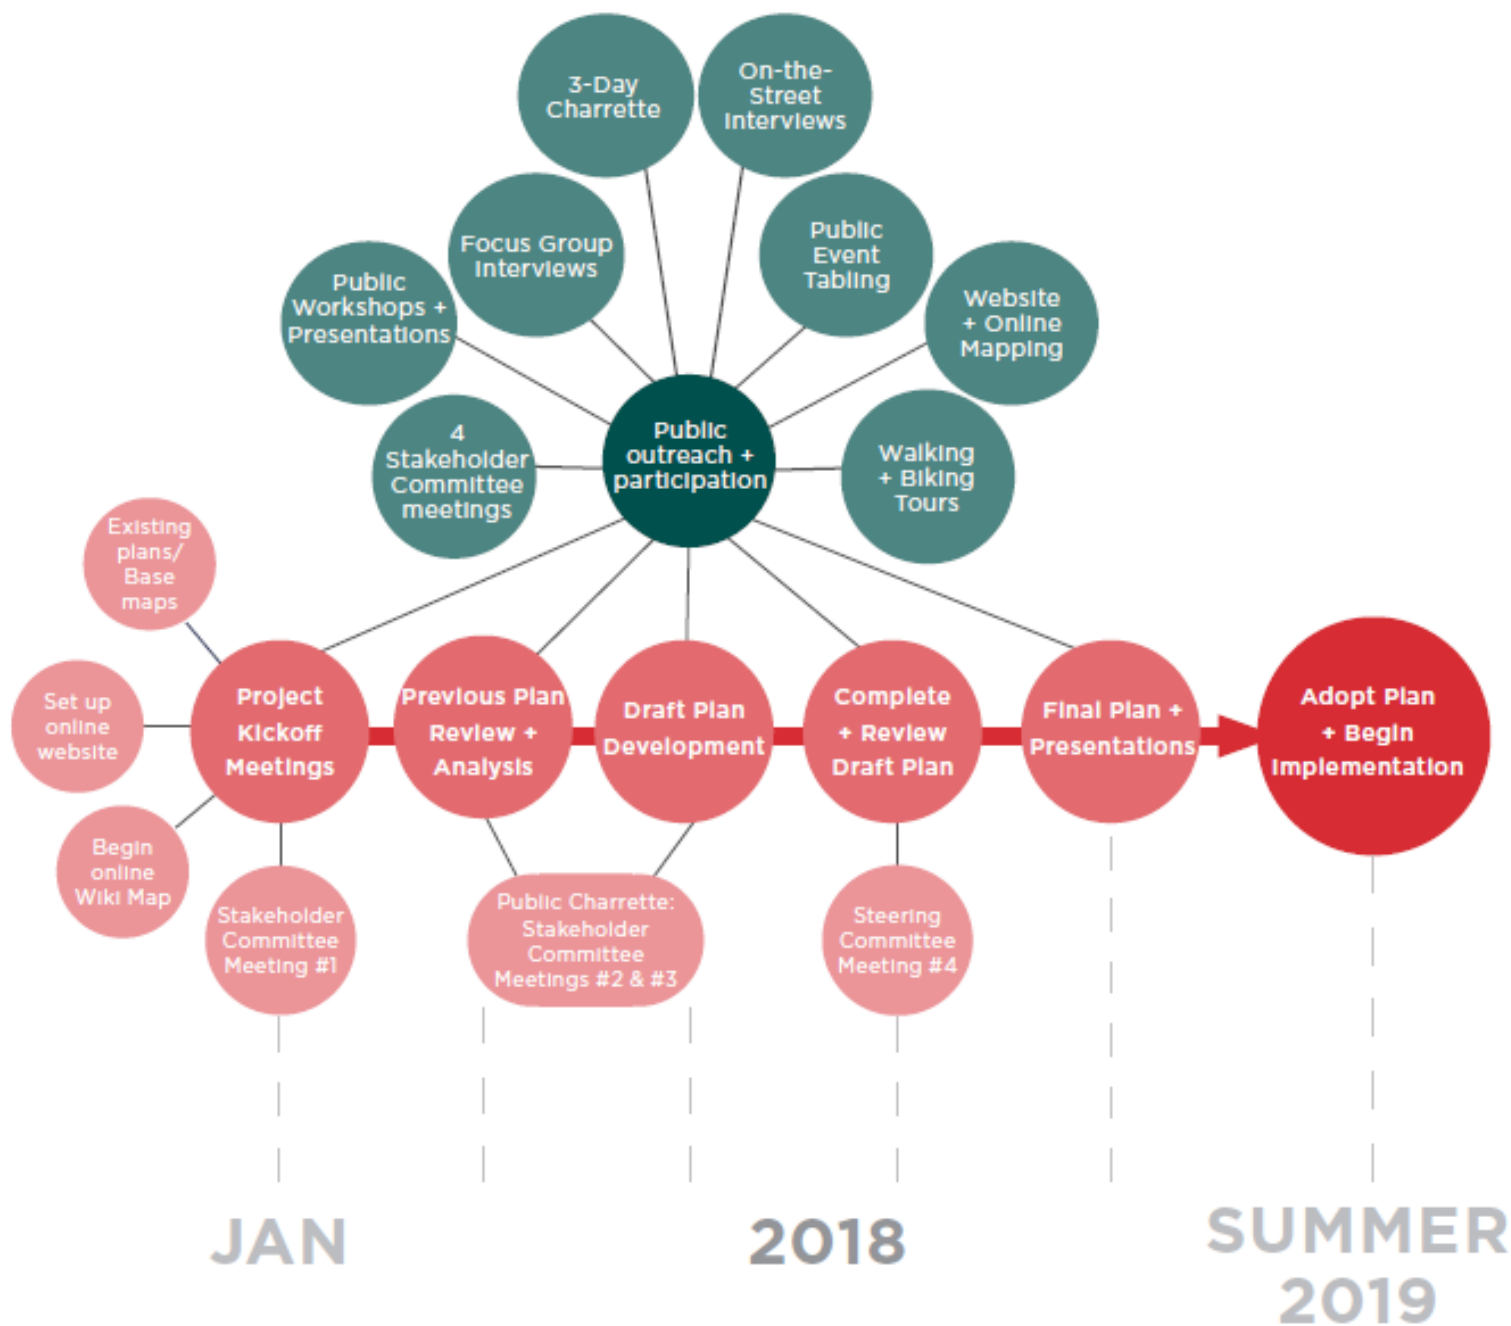 3-Day
Charrette
On-the-
Street
Interviews
Focus Group
Interviews
Public
Event
Tabling
Public
Workshops +
Presentations
Website
+ Online
Mapping
4
Stakeholder
Committee
meetings
Public
outreach +
participation
Walking
+ Biking
Tours
Existing
plans/
Base
maps
Set up
online
website
Begin
online
Wiki Map
Project
Kickoff
Meetings
Previous Plan
Review +
Analysis
Draft Plan
Development
Complete
+ Review
Draft Plan
Final Plan +
Presentations
Adopt Plan
+ Begin
Implementation
Stakeholder
Committee
Meeting #1
Public Charrette:
Stakeholder
Committee
Meetings #2 & #3
Steering
Committee
Meeting #4
JAN
2018
SUMMER
2019